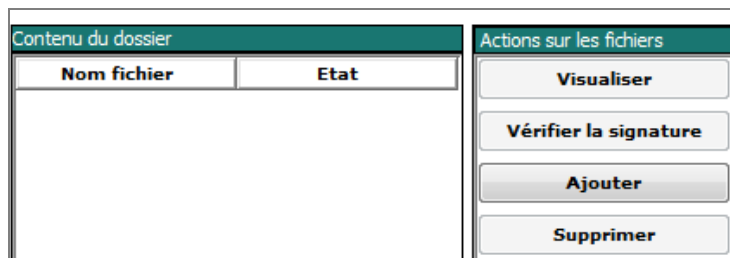 Contenu du dossier
Nom fichier Etat
Actions sur les fichiers
Visualiser
Vérifier la signature
Ajouter
Supprimer